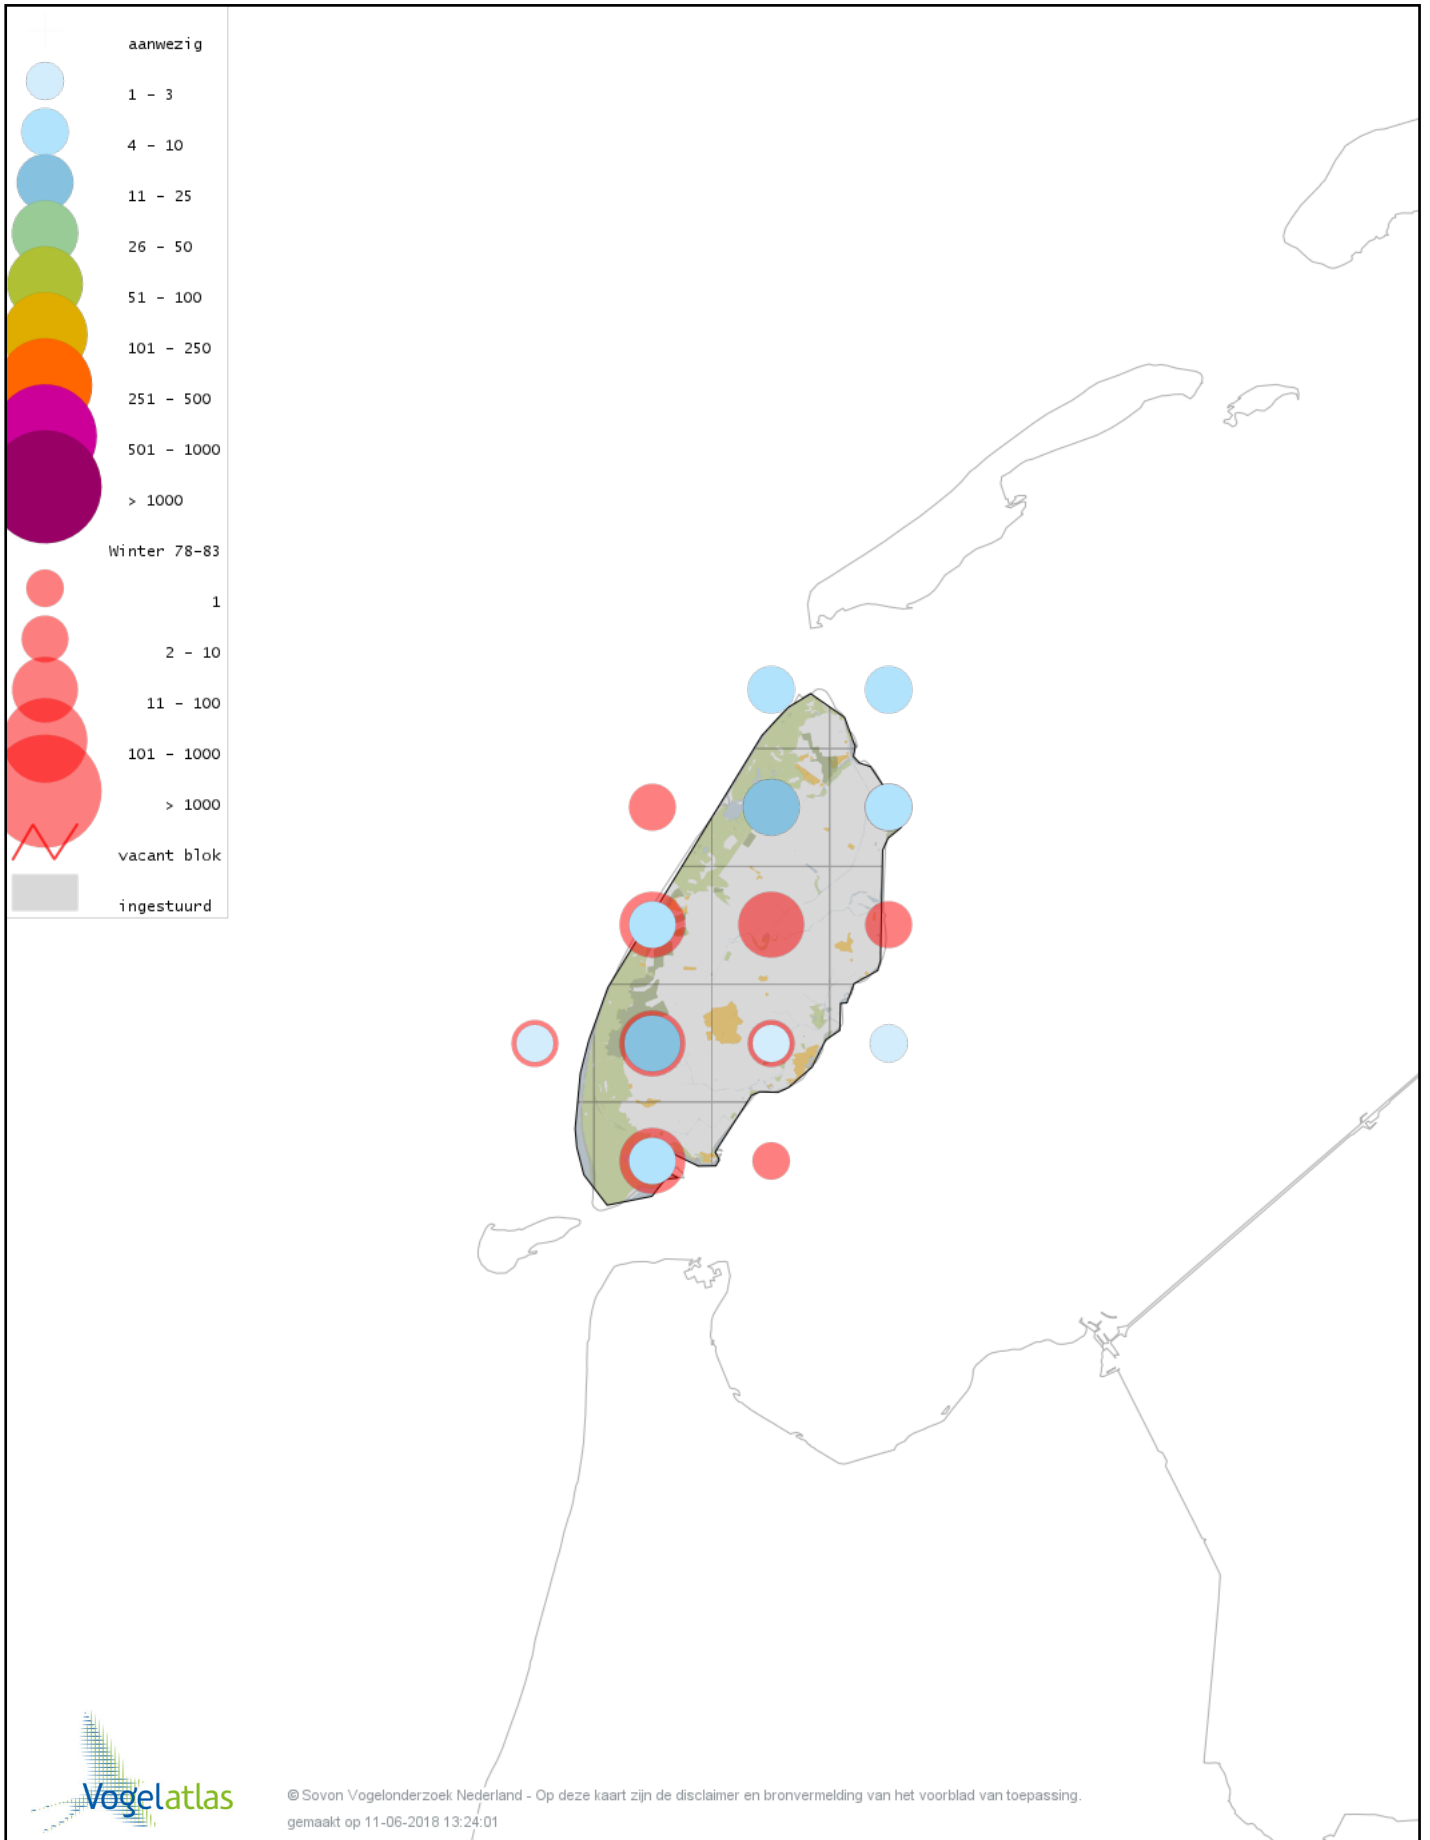 aanwezig
1 - 3
4 - 10
11 - 25
26 - 50
51 - 100
101 - 250
251 - 500
501 - 1000
> 1000
Winter 78-83
1
2 - 10
11 - 100
101 - 1000
> 1000
vacant blok
ingestuurd
Vogelatlas
© Sovon Vogelonderzoek Nederland - Op deze kaart zijn de disclaimer en bronvermelding van het voorblad van toepassing.
gemaakt op 11-06-2018 13:24:01